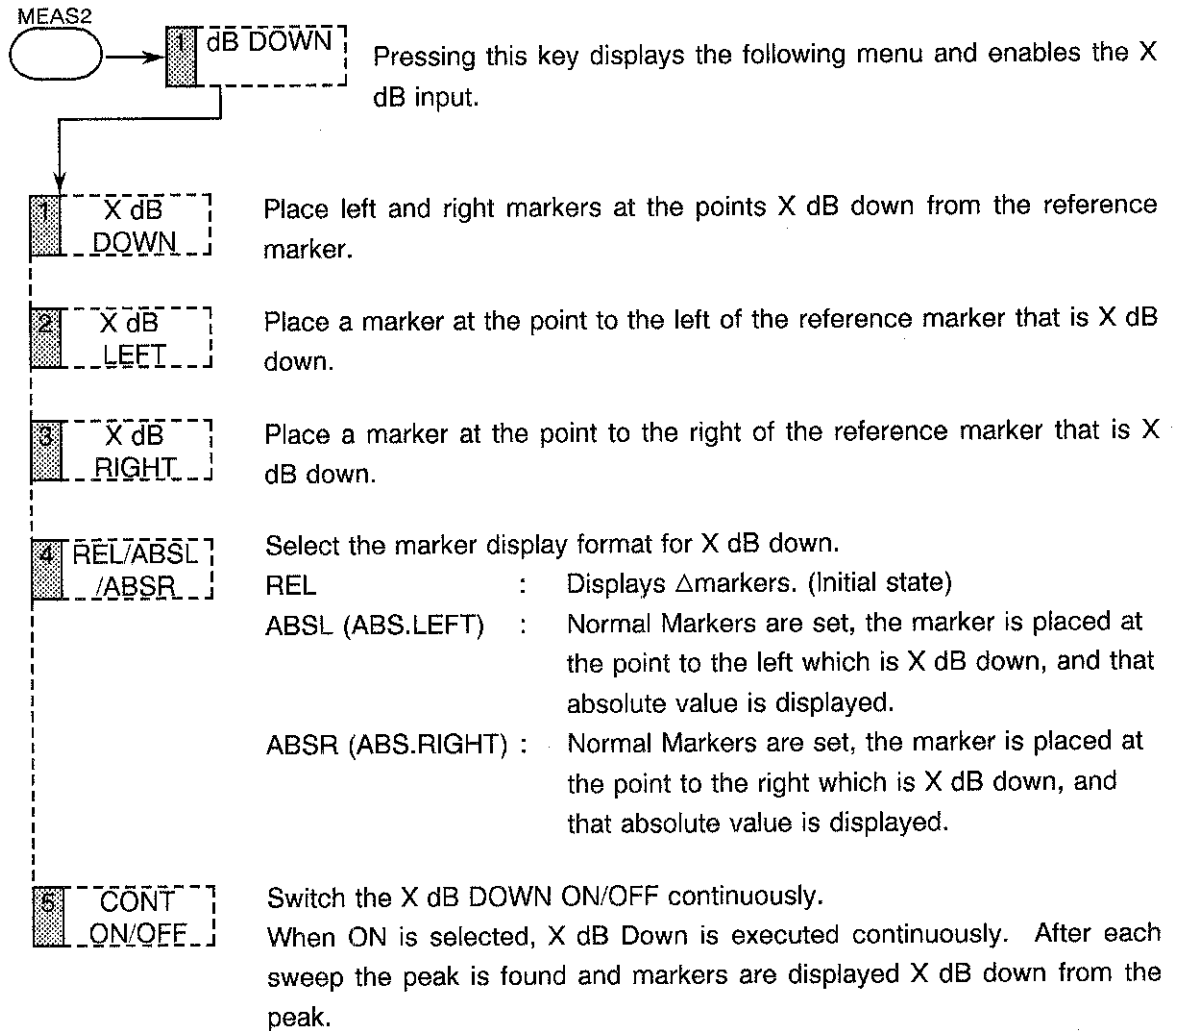 MEAS2
1 dB DOWN
Pressing this key displays the following menu and enables the X
dB input.
1 X dB
DOWN
Place left and right markers at the points X dB down from the reference
marker.
2 X dB
LEFT
Place a marker at the point to the left of the reference marker that is X dB
down.
3 X dB
RIGHT
Place a marker at the point to the right of the reference marker that is X
dB down.
4 REL/ABSL
/ABSR
Select the marker display format for X dB down.
REL : Displays △markers. (Initial state)
ABSL (ABS.LEFT) : Normal Markers are set, the marker is placed at
the point to the left which is X dB down, and that
absolute value is displayed.
ABSR (ABS.RIGHT) : Normal Markers are set, the marker is placed at
the point to the right which is X dB down, and
that absolute value is displayed.
5 CONT
ON/OFF
Switch the X dB DOWN ON/OFF continuously.
When ON is selected, X dB Down is executed continuously. After each
sweep the peak is found and markers are displayed X dB down from the
peak.